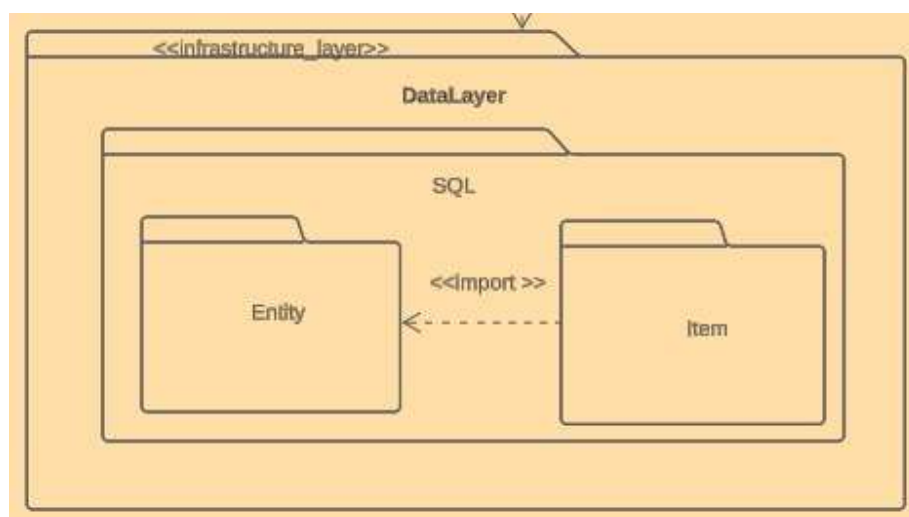 <<infrastructure_layer>>
DataLayer
SQL
<<import >>
Entity
Item